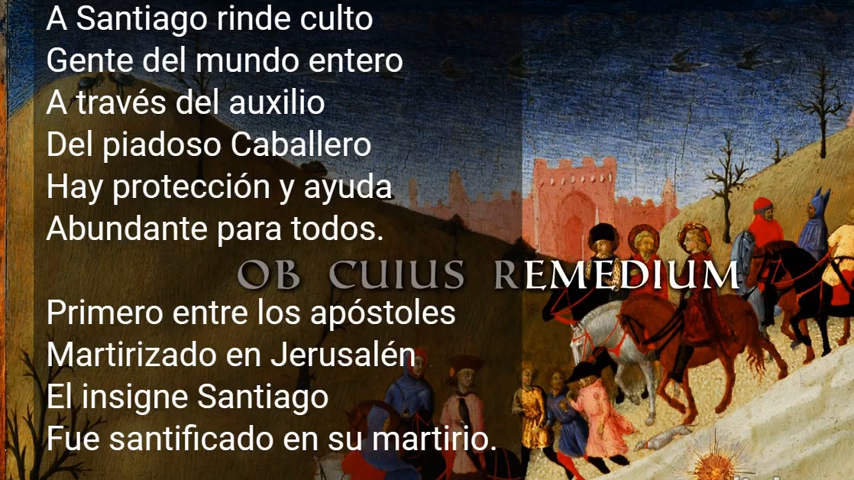 A Santiago rinde culto
Gente del mundo entero
A través del auxilio
Del piadoso Caballero
Hay protección y ayuda
Abundante para todos.
OB CUIUS REMEDIUM
Primero entre los apóstoles
Martirizado en Jerusalén
El insigne Santiago
Fue santificado en su martirio.